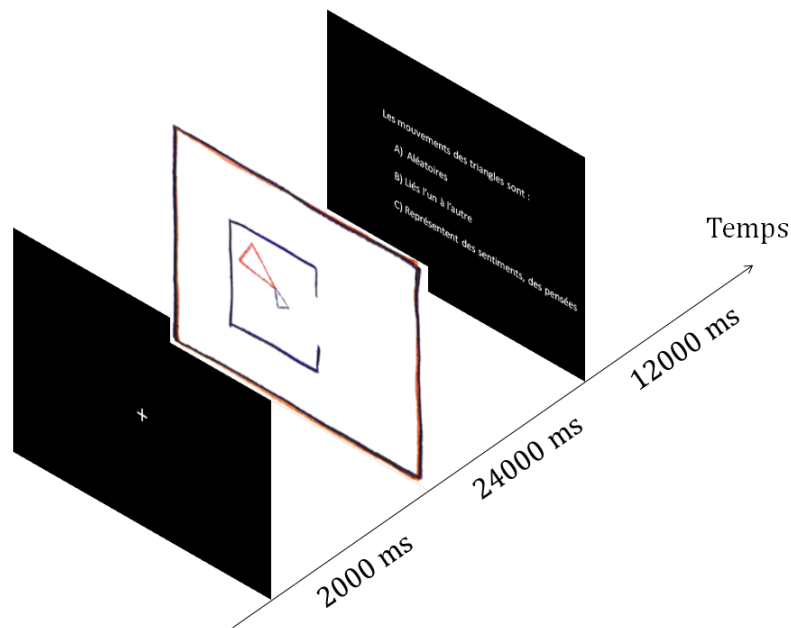 Les mouvements des triangles sont :
A) Aléatoires
B) Liés l'un à l'autre
C) Représentent des sentiments, des pensées
Temps
12000 ms
24000 ms
2000 ms